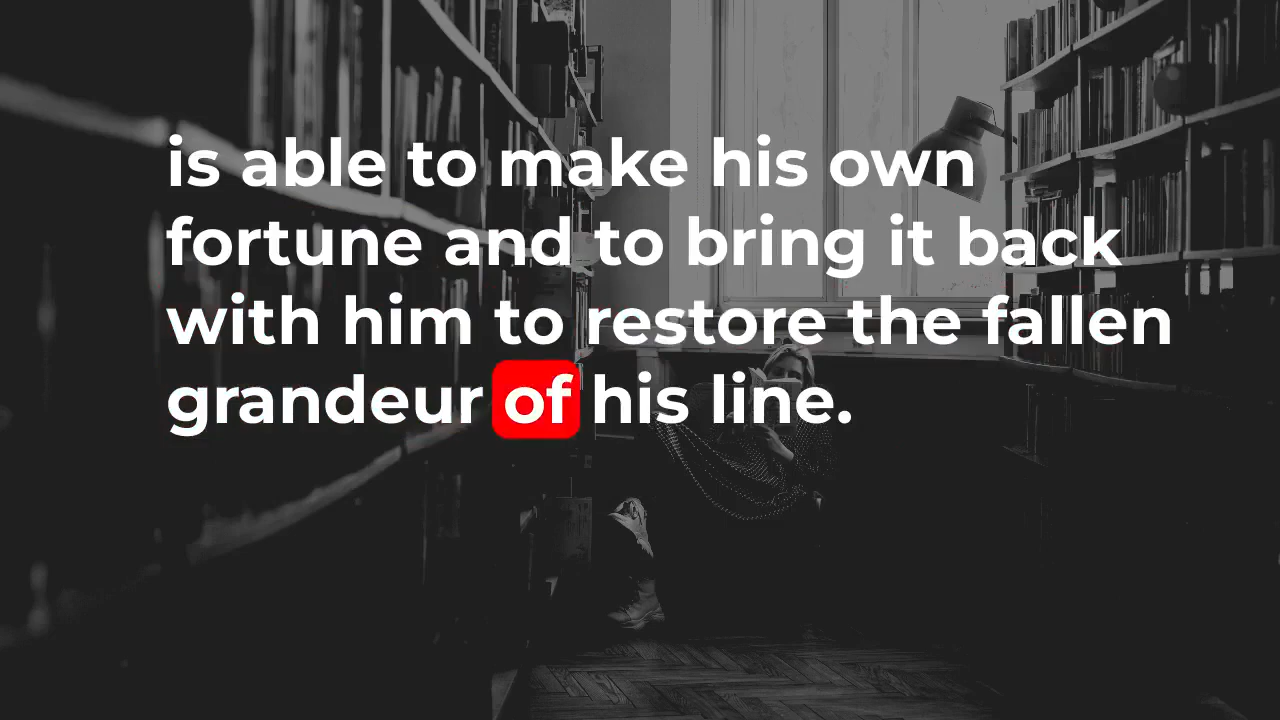 is able to make his own
fortune and to bring it back
with him to restore the fallen
grandeur of his line.